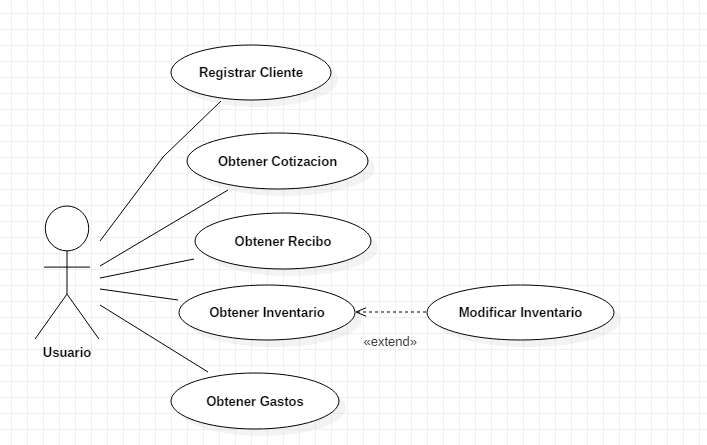 Registrar Cliente
Obtener Cotizacion
Obtener Recibo
Obtener Inventario
Modificar Inventario
«extend»
Usuario
Obtener Gastos